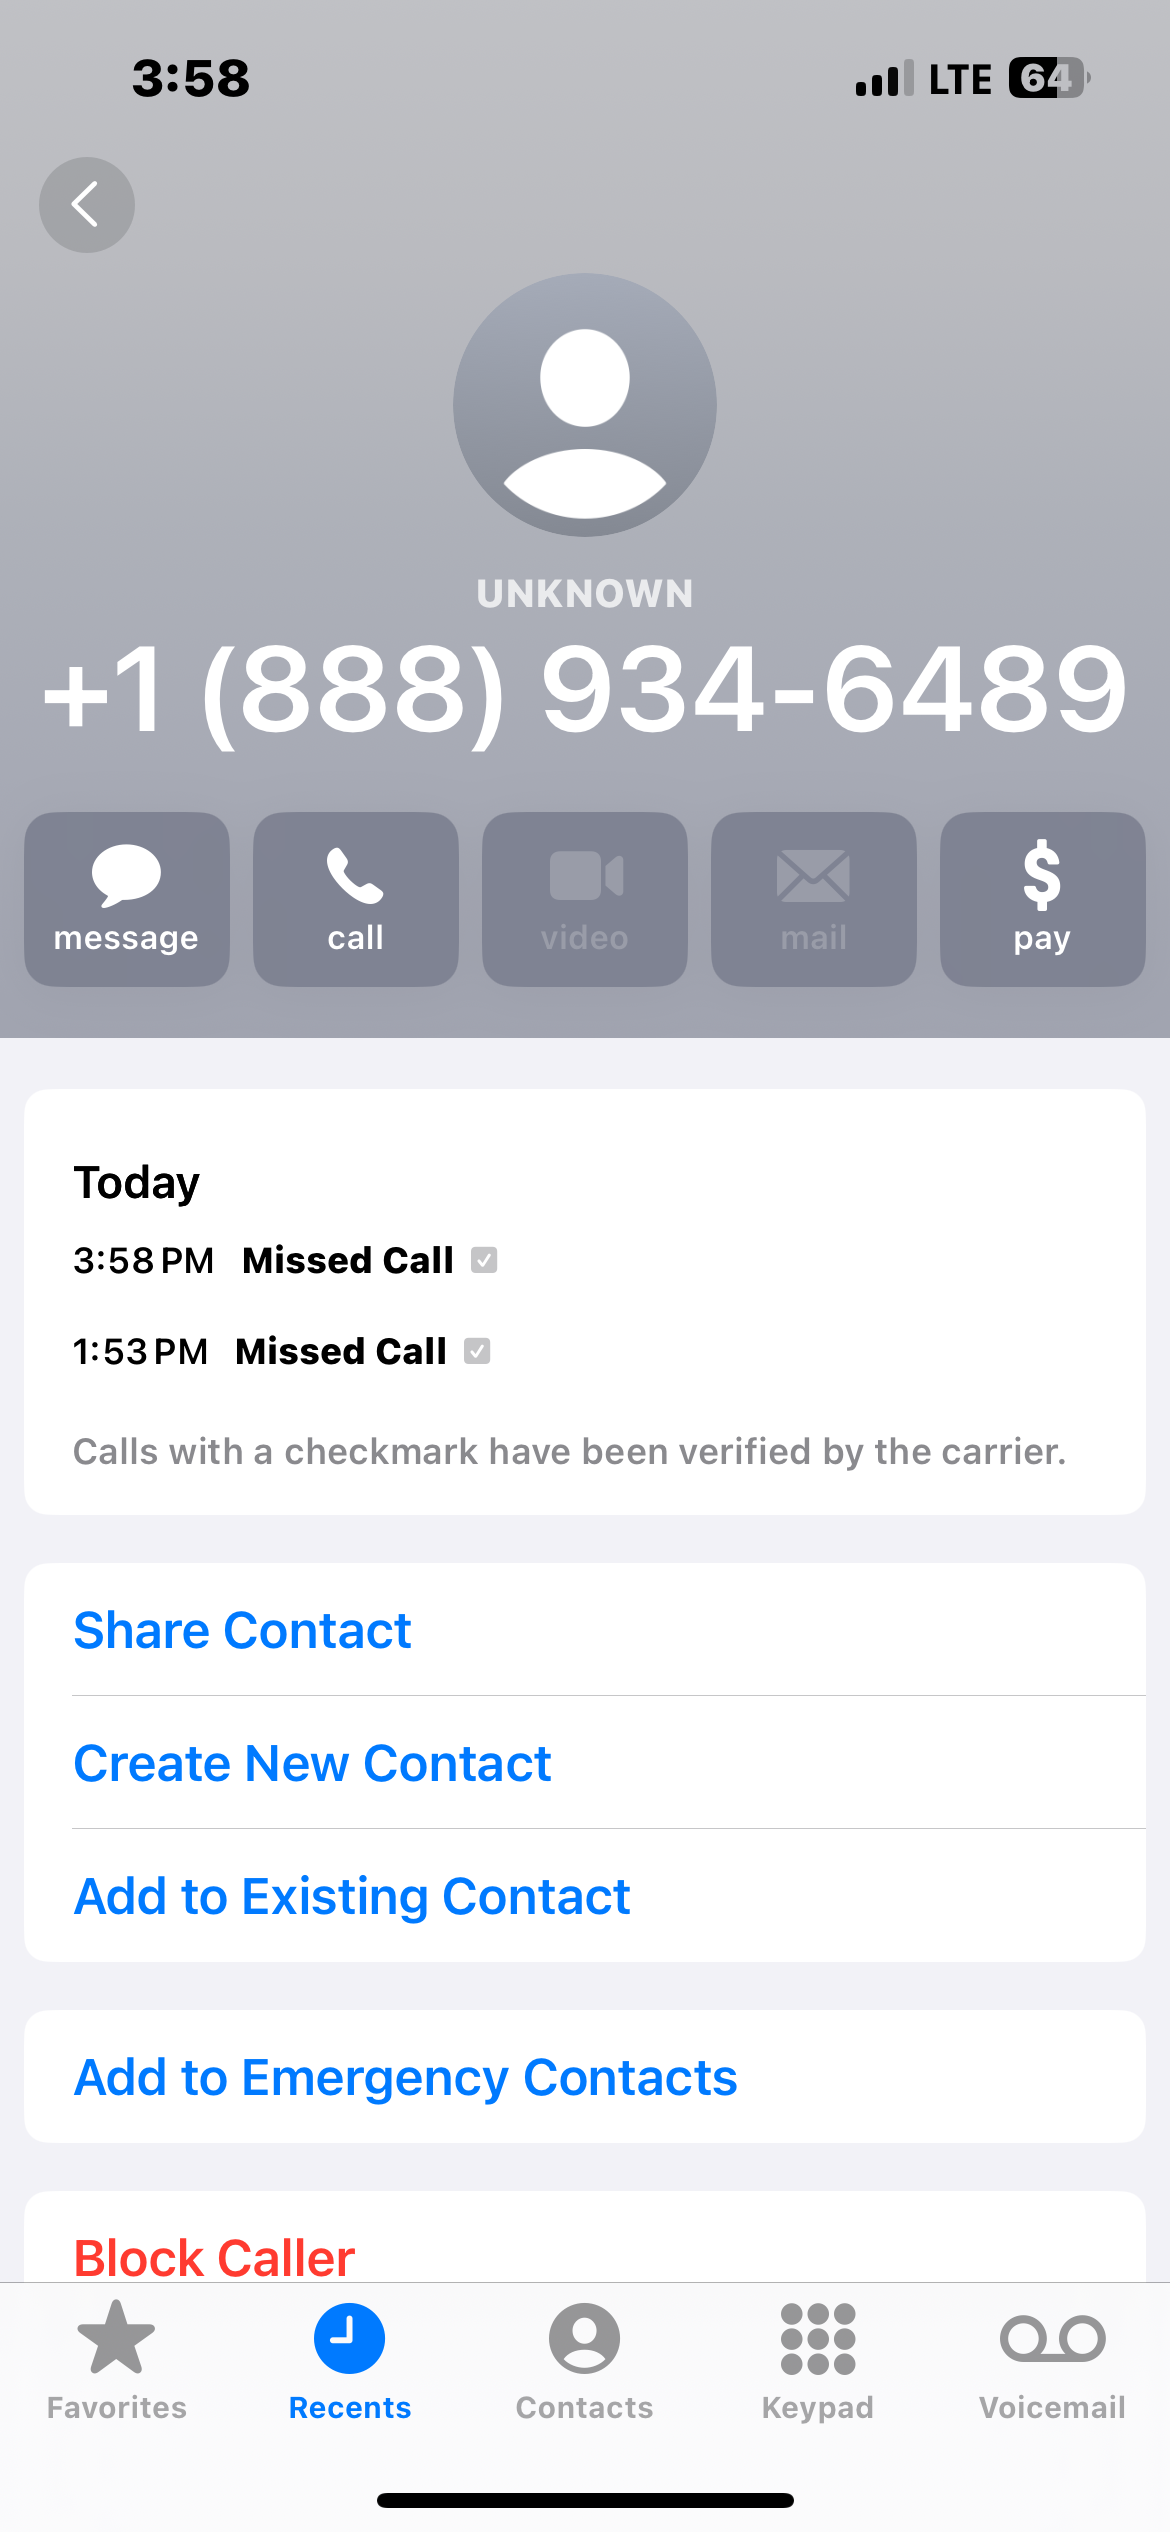 3:58
LTE 64
UNKNOWN
+1 (888) 934-6489
message call video mail pay
Today
3:58 PM Missed Call
1:53 PM Missed Call
Calls with a checkmark have been verified by the carrier.
Share Contact
Create New Contact
Add to Existing Contact
Add to Emergency Contacts
Block Caller
Favorites Recents Contacts Keypad Voicemail